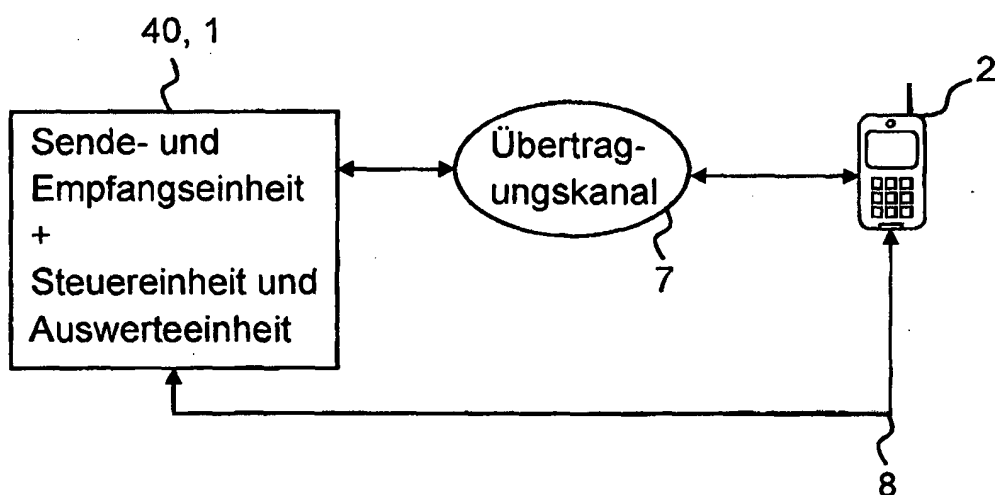 40, 1
2
Sende- und
Empfangseinheit
+
Steuereinheit und
Auswerteeinheit
Übertrag-
ungskanal
7
8